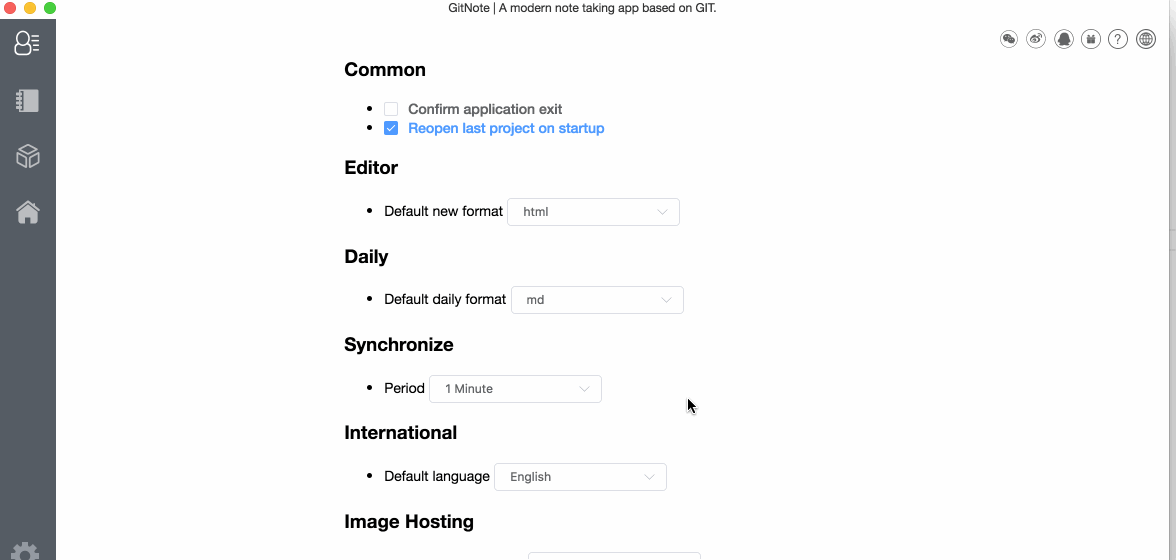 GitNote | A modern note taking app based on GIT.
?
Common
• Confirm application exit
• Reopen last project on startup
Editor
• Default new format html
Daily
• Default daily format md
Synchronize
• Period 1 Minute
International
• Default language English
Image Hosting